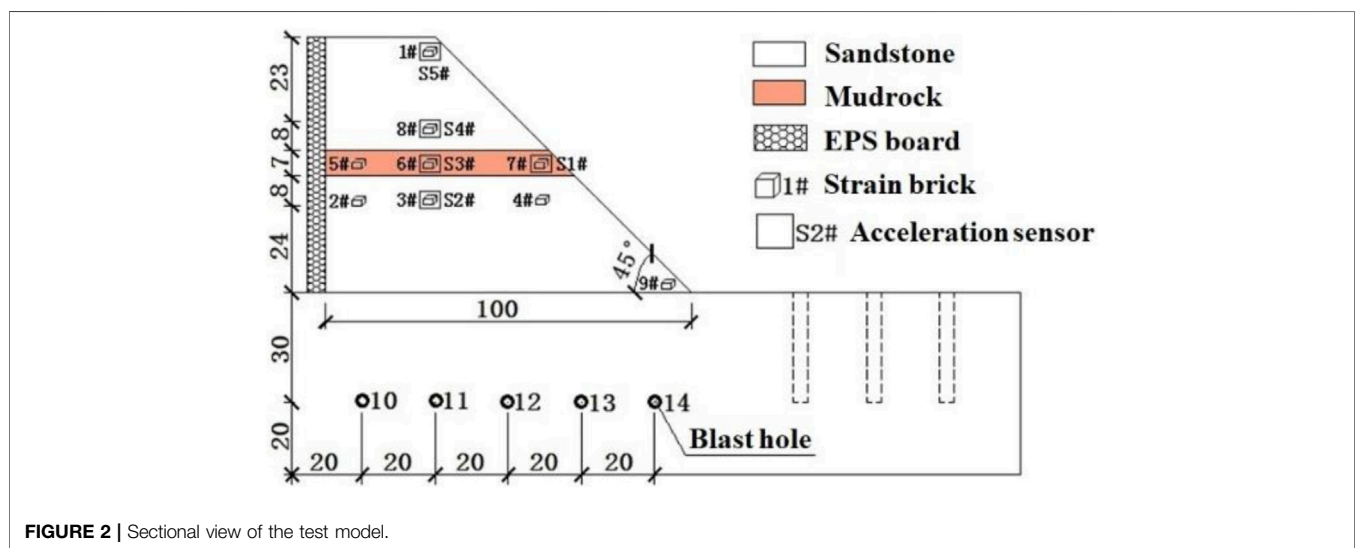 23
8
7
8
24
30
20
1#
S5#
8# S4#
5# 6# S3# 7# S1#
2# 3# S2# 4#
45°
9#
100
10 11 12 13 14
Blast hole
20 20 20 20 20
Sandstone
Mudrock
EPS board
1# Strain brick
S2# Acceleration sensor
FIGURE 2 | Sectional view of the test model.